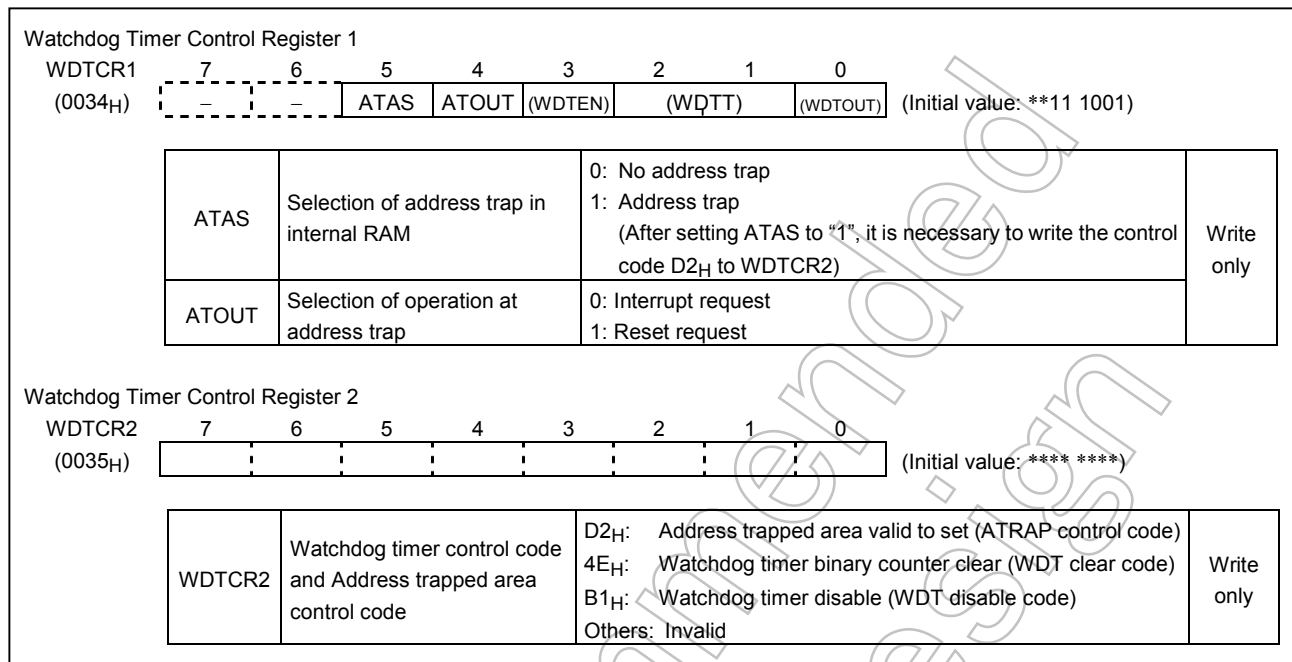 Watchdog Timer Control Register 1
WDTCR1 7 6 5 4 3 2 1 0
(0034H) – – ATAS ATOUT (WDTEN) (WDTT) (WDTOUT) (Initial value: **11 1001)
ATAS
Selection of address trap in
internal RAM
0: No address trap
1: Address trap
(After setting ATAS to “1”, it is necessary to write the control
code D2H to WDTCR2)
Write
only
ATOUT
Selection of operation at
address trap
0: Interrupt request
1: Reset request
Watchdog Timer Control Register 2
WDTCR2 7 6 5 4 3 2 1 0
(0035H) (Initial value: **** ****)
WDTCR2
Watchdog timer control code
and Address trapped area
control code
D2H: Address trapped area valid to set (ATRAP control code)
4EH: Watchdog timer binary counter clear (WDT clear code)
B1H: Watchdog timer disable (WDT disable code)
Others: Invalid
Write
only